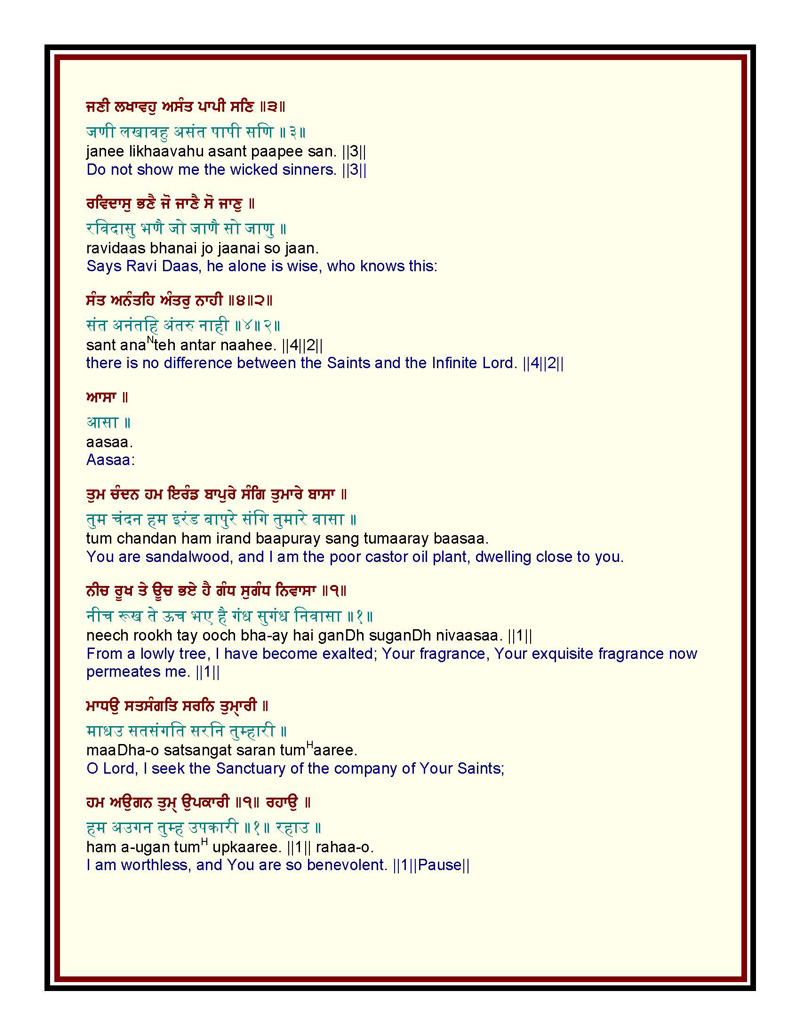 ਜਣੀ ਲਖਾਵਹੁ ਅਸੰਤ ਪਾਪੀ ਸਣਿ ॥੩॥
जणी लखावहु असंत पापी सणि ॥३॥
janee likhaavahu asant paapee san. ||3||
Do not show me the wicked sinners. ||3||
ਰਵਿਦਾਸੁ ਭਣੈ ਜੋ ਜਾਣੈ ਸੋ ਜਾਣੁ ॥
रविदासु भणै जो जाणै सो जाणु ॥
ravidaas bhanai jo jaanai so jaan.
Says Ravi Daas, he alone is wise, who knows this:
ਸੰਤ ਅਨੰਤਹਿ ਅੰਤਰੁ ਨਾਹੀ ॥੪॥੨॥
संत अनंतहि अंतरु नाही ॥४॥२॥
sant anaNteh antar naahee. ||4||2||
there is no difference between the Saints and the Infinite Lord. ||4||2||
ਆਸਾ ॥
आसा ॥
aasaa.
Aasaa:
ਤੁਮ ਚੰਦਨ ਹਮ ਇਰੰਡ ਬਾਪੁਰੇ ਸੰਗਿ ਤੁਮਾਰੇ ਬਾਸਾ ॥
तुम चंदन हम इरंड बापुरे संगि तुमारे बासा ॥
tum chandan ham irand baapuray sang tumaaray baasaa.
You are sandalwood, and I am the poor castor oil plant, dwelling close to you.
ਨੀਚ ਰੂਖ ਤੇ ਊਚ ਭਏ ਹੈ ਗੰਧ ਸੁਗੰਧ ਨਿਵਾਸਾ ॥੧॥
नीच रूख ते ऊच भए है गंध सुगंध निवासा ॥१॥
neech rookh tay ooch bha-ay hai ganDh suganDh nivaasaa. ||1||
From a lowly tree, I have become exalted; Your fragrance, Your exquisite fragrance now
permeates me. ||1||
ਮਾਧਉ ਸਤਸੰਗਤਿ ਸਰਨਿ ਤੁਮ੍ਹਾਰੀ ॥
माधउ सतसंगति सरनि तुम्हारी ॥
maaDha-o satsangat saran tumHaaree.
O Lord, I seek the Sanctuary of the company of Your Saints;
ਹਮ ਅਉਗਨ ਤੁਮ੍ਹ ਉਪਕਾਰੀ ॥੧॥ ਰਹਾਉ ॥
हम अउगन तुम्ह उपकारी ॥१॥ रहाउ ॥
ham a-ugan tumH upkaaree. ||1|| rahaa-o.
I am worthless, and You are so benevolent. ||1||Pause||